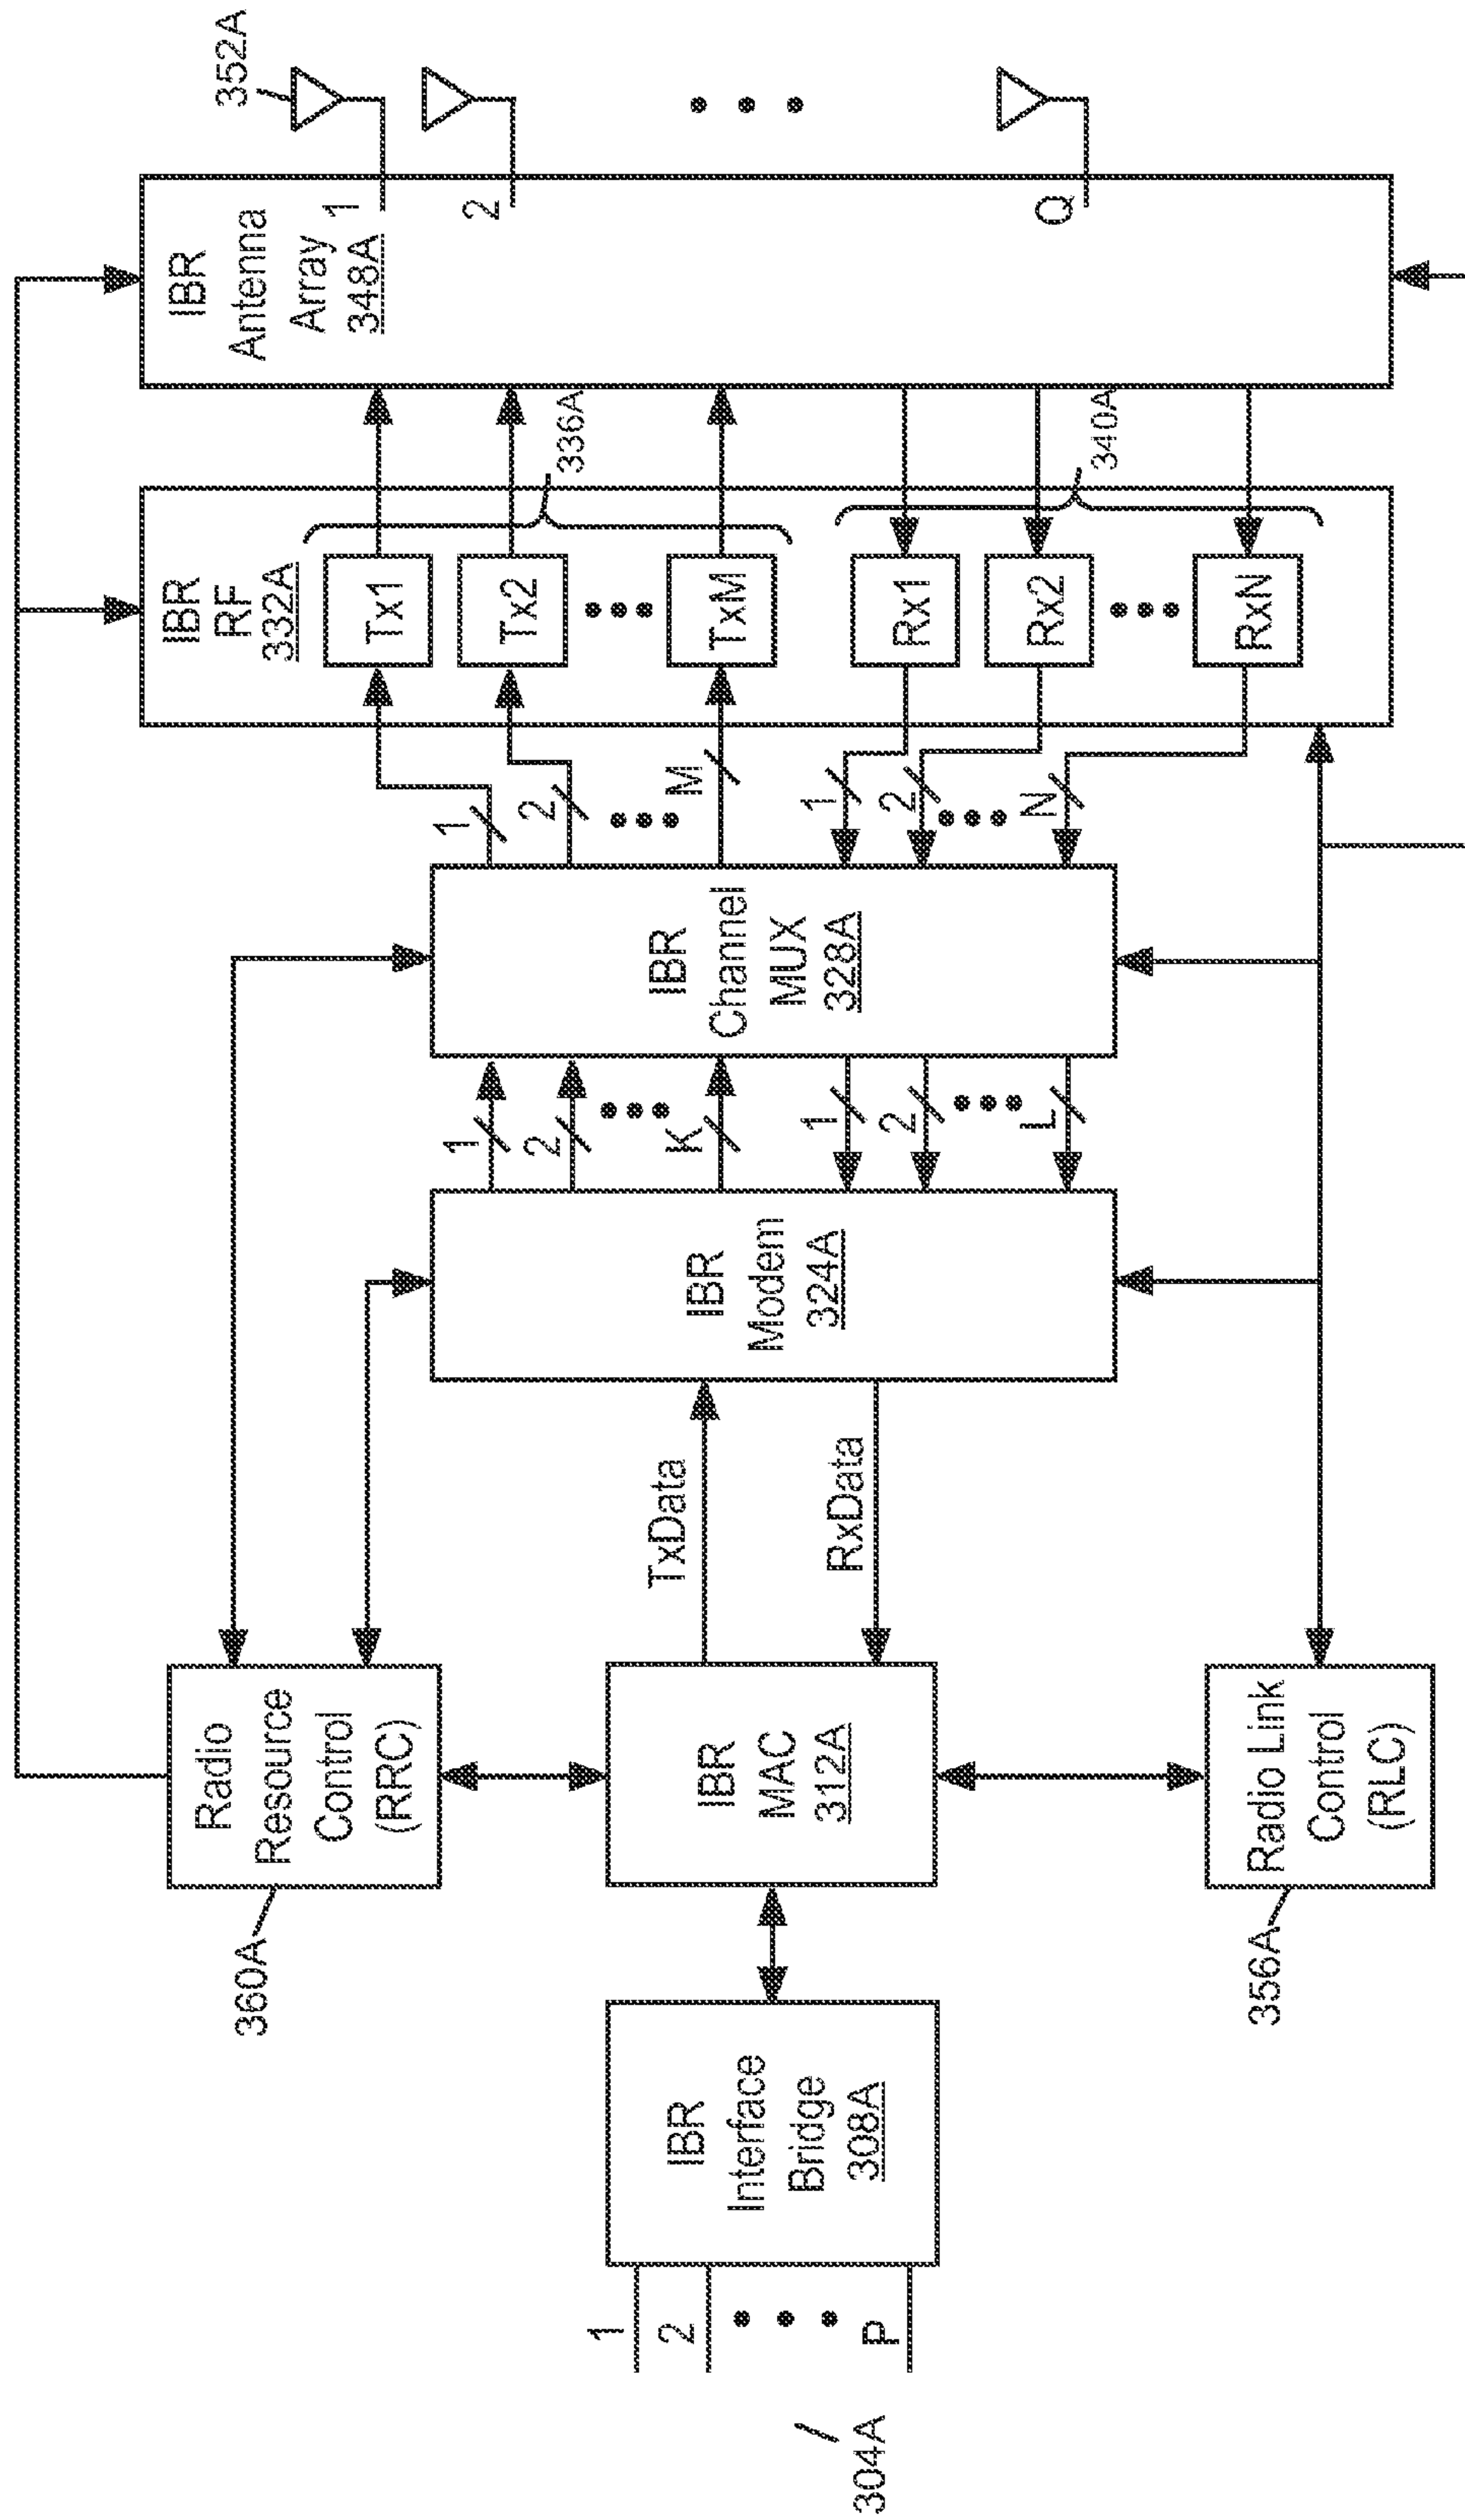 304A
1
2
P
IBR
Interface
Bridge
308A
360A
Radio
Resource
Control
(RRC)
IBR
MAC
312A
356A
Radio Link
Control
(RLC)
TxData
RxData
IBR
Modem
324A
1
2
K
1
2
L
IBR
Channel
MUX
328A
1
2
M
1
2
N
IBR
RF
332A
Tx1
Tx2
TxM
Rx1
Rx2
RxN
336A
340A
IBR
Antenna
Array
348A
1
2
Q
352A